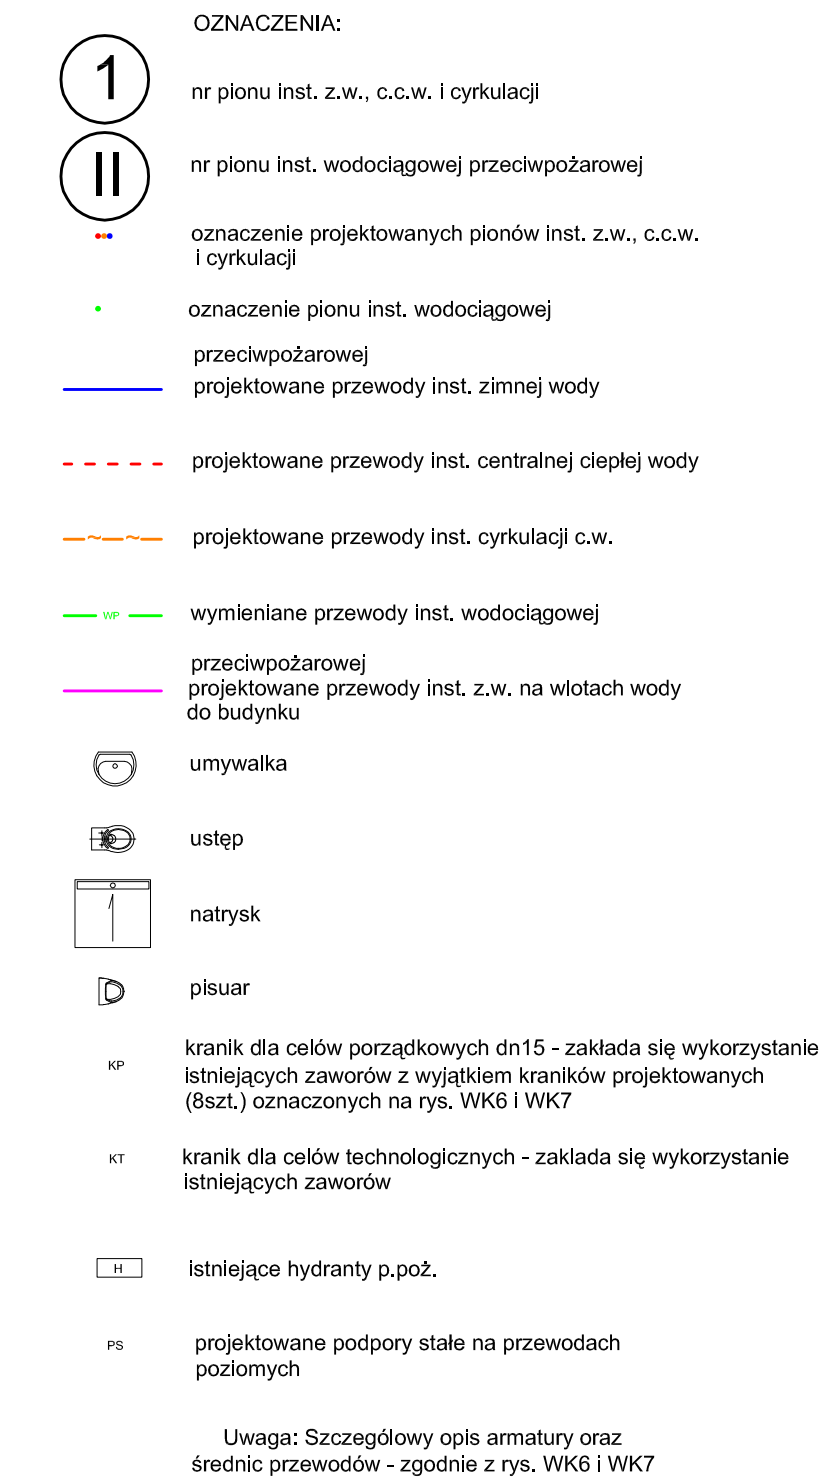 OZNACZENIA:
1
nr pionu inst. z.w., c.c.w. i cyrkulacji
II
nr pionu inst. wodociągowej przeciwpożarowej
oznaczenie projektowanych pionów inst. z.w., c.c.w.
i cyrkulacji
oznaczenie pionu inst. wodociągowej
przeciwpożarowej
projektowane przewody inst. zimnej wody
projektowane przewody inst. centralnej ciepłej wody
projektowane przewody inst. cyrkulacji c.w.
WP
wymieniane przewody inst. wodociągowej
przeciwpożarowej
projektowane przewody inst. z.w. na wlotach wody
do budynku
umywalka
ustęp
natrysk
pisuar
KP
kranik dla celów porządkowych dn15 - zakłada się wykorzystanie
istniejących zaworów z wyjątkiem kraników projektowanych
(8szt.) oznaczonych na rys. WK6 i WK7
KT
kranik dla celów technologicznych - zaklada się wykorzystanie
istniejących zaworów
H
istniejące hydranty p.poż.
PS
projektowane podpory stałe na przewodach
poziomych
Uwaga: Szczególowy opis armatury oraz
średnic przewodów - zgodnie z rys. WK6 i WK7